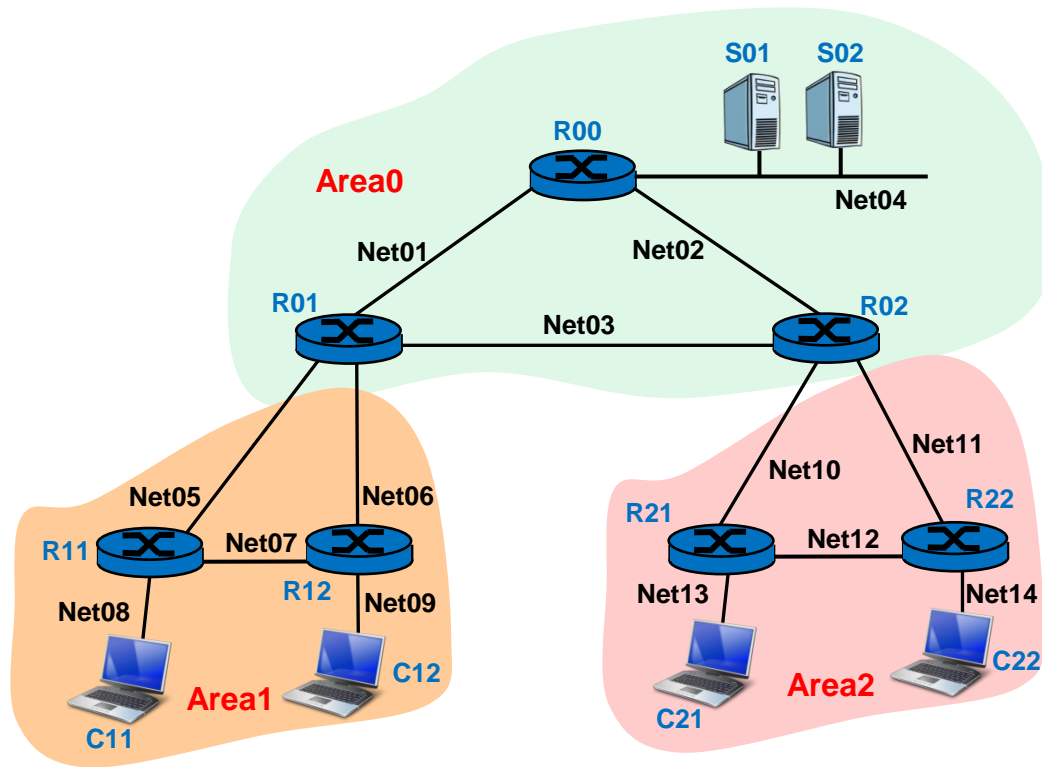 S01
S02
R00
Area0
Net04
Net01
Net02
R01
R02
Net03
Net05
Net06
Net10
Net11
R11
Net07
R12
R21
Net12
R22
Net08
Net09
Net13
Net14
C12
C22
Area1
Area2
C11
C21